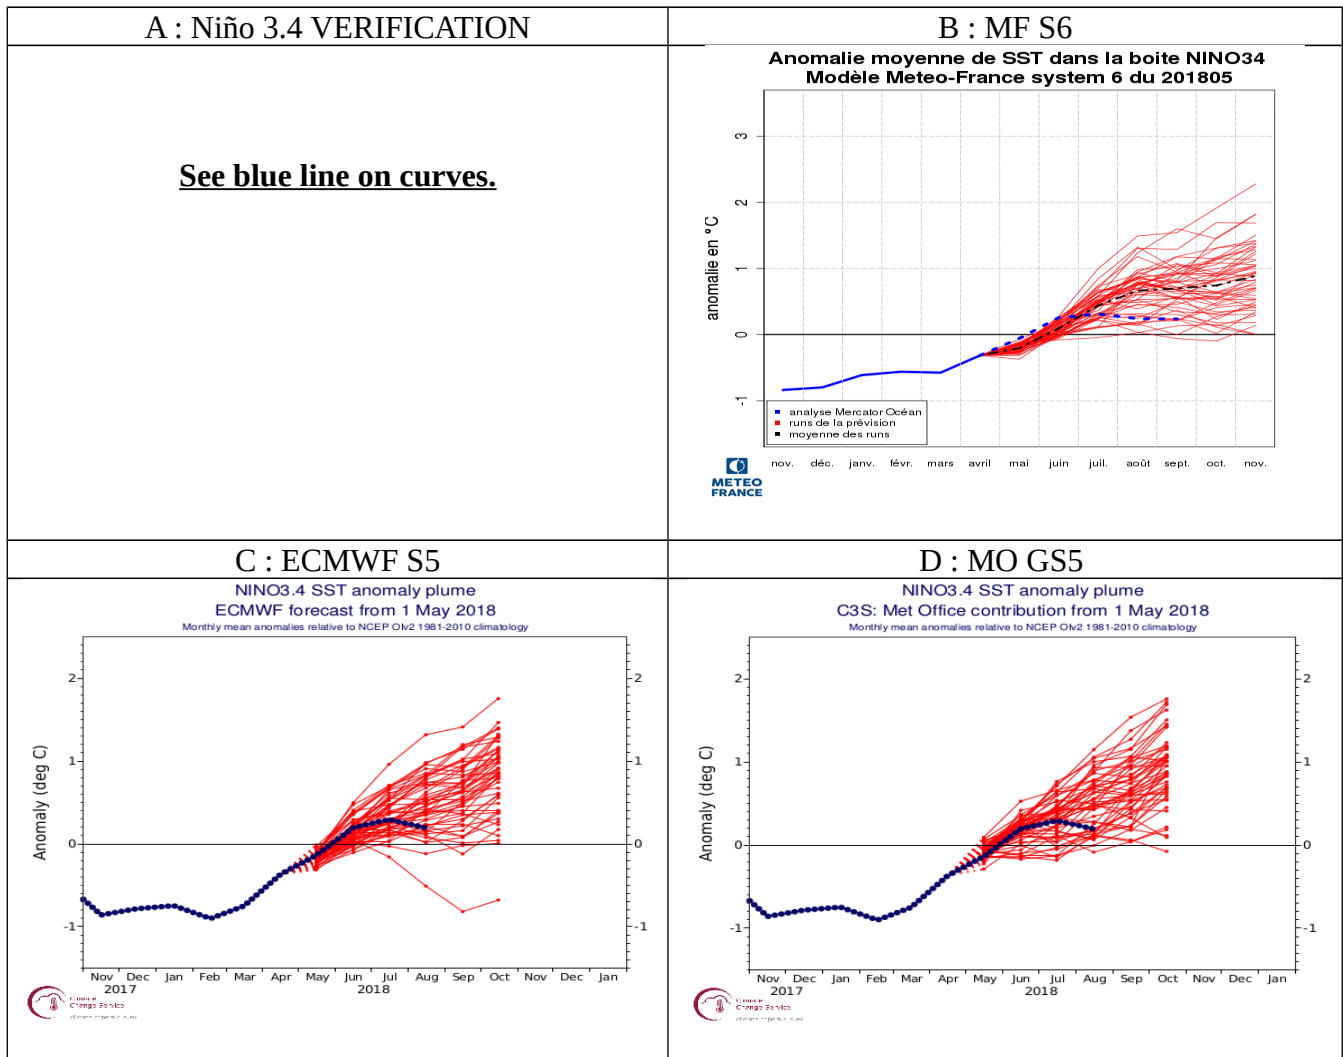 A : Niño 3.4 VERIFICATION
See blue line on curves.
B : MF S6
Anomalie moyenne de SST dans la boite NINO34
Modèle Meteo-France system 6 du 201805
anomalie en °C
3
2
1
0
-1
analyse Mercator Océan
runs de la prévision
moyenne des runs
nov. déc. janv. févr. mars avril mai juin juil. août sept. oct. nov.
METEO
FRANCE
C : ECMWF S5
NINO3.4 SST anomaly plume
ECMWF forecast from 1 May 2018
Monthly mean anomalies relative to NCEP OIv2 1981-2010 climatology
Anomaly (deg C)
2 2
1 1
0 0
-1 -1
Nov Dec Jan Feb Mar Apr May Jun Jul Aug Sep Oct Nov Dec Jan
2017 2018
Climate
Change Service
D : MO GS5
NINO3.4 SST anomaly plume
C3S: Met Office contribution from 1 May 2018
Monthly mean anomalies relative to NCEP OIv2 1981-2010 climatology
Anomaly (deg C)
2 2
1 1
0 0
-1 -1
Nov Dec Jan Feb Mar Apr May Jun Jul Aug Sep Oct Nov Dec Jan
2017 2018
Climate
Change Service